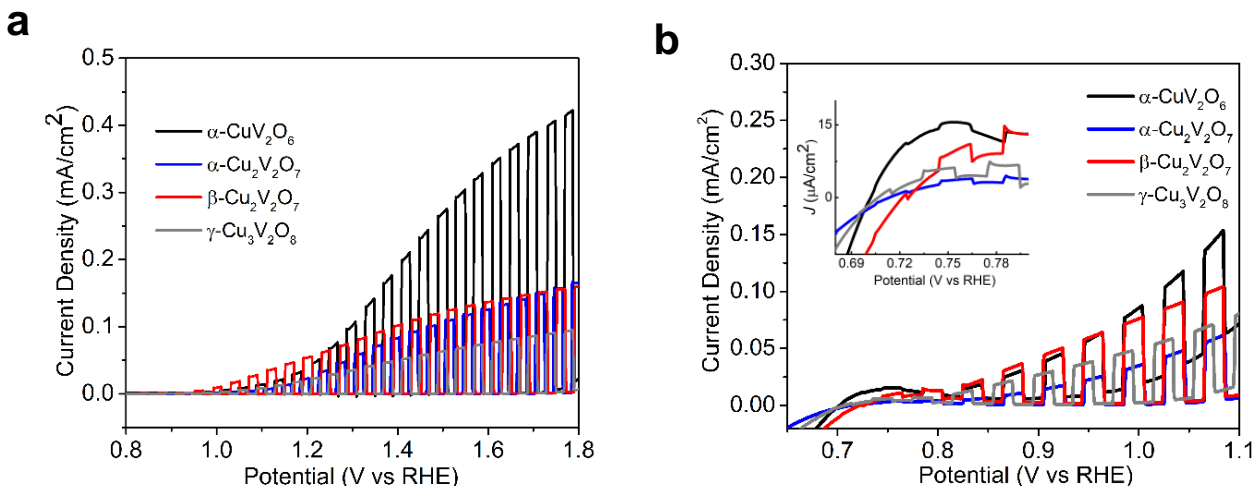 a
0.5
0.4
0.3
0.2
0.1
0.0
Current Density (mA/cm²)
α-CuV₂O₆
α-Cu₂V₂O₇
β-Cu₂V₂O₇
γ-Cu₃V₂O₈
0.8 1.0 1.2 1.4 1.6 1.8
Potential (V vs RHE)
b
0.30
0.25
0.20
0.15
0.10
0.05
0.00
Current Density (mA/cm²)
15
0
J (μA/cm²)
0.69 0.72 0.75 0.78
Potential (V vs RHE)
α-CuV₂O₆
α-Cu₂V₂O₇
β-Cu₂V₂O₇
γ-Cu₃V₂O₈
0.7 0.8 0.9 1.0 1.1
Potential (V vs RHE)